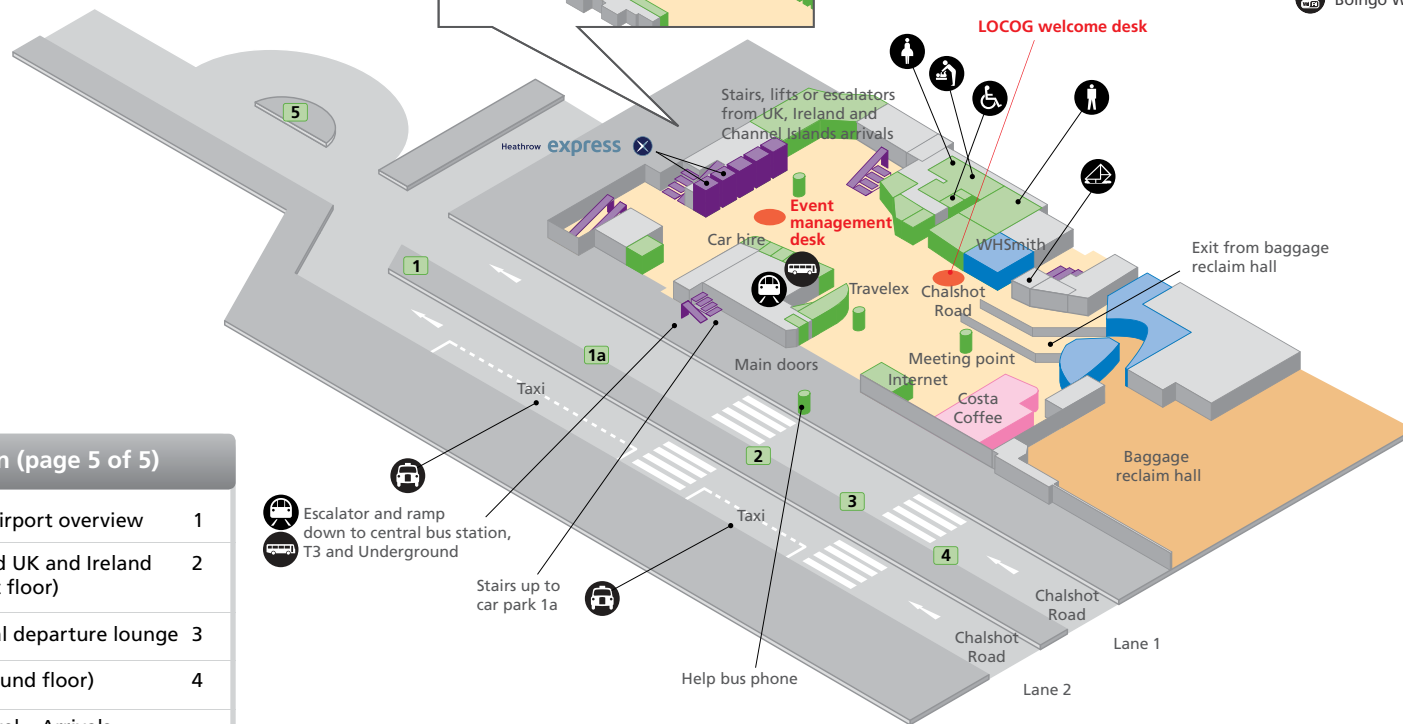 Boingo W
LOCOG welcome desk
Stairs, lifts or escalators
from UK, Ireland and
Channel Islands arrivals
5
Heathrow express
Event
management
desk
Car hire
WHSmith
Exit from baggage
reclaim hall
1
Travelex
Chalshot
Road
1a
Main doors
Meeting point
Internet
Taxi
Costa
Coffee
2
Baggage
reclaim hall
3
Taxi
4
Escalator and ramp
down to central bus station,
T3 and Underground
Stairs up to
car park 1a
Chalshot
Road
Chalshot
Road
Lane 1
Help bus phone
Lane 2
n (page 5 of 5)
irport overview 1
d UK and Ireland 2
t floor)
al departure lounge 3
und floor) 4